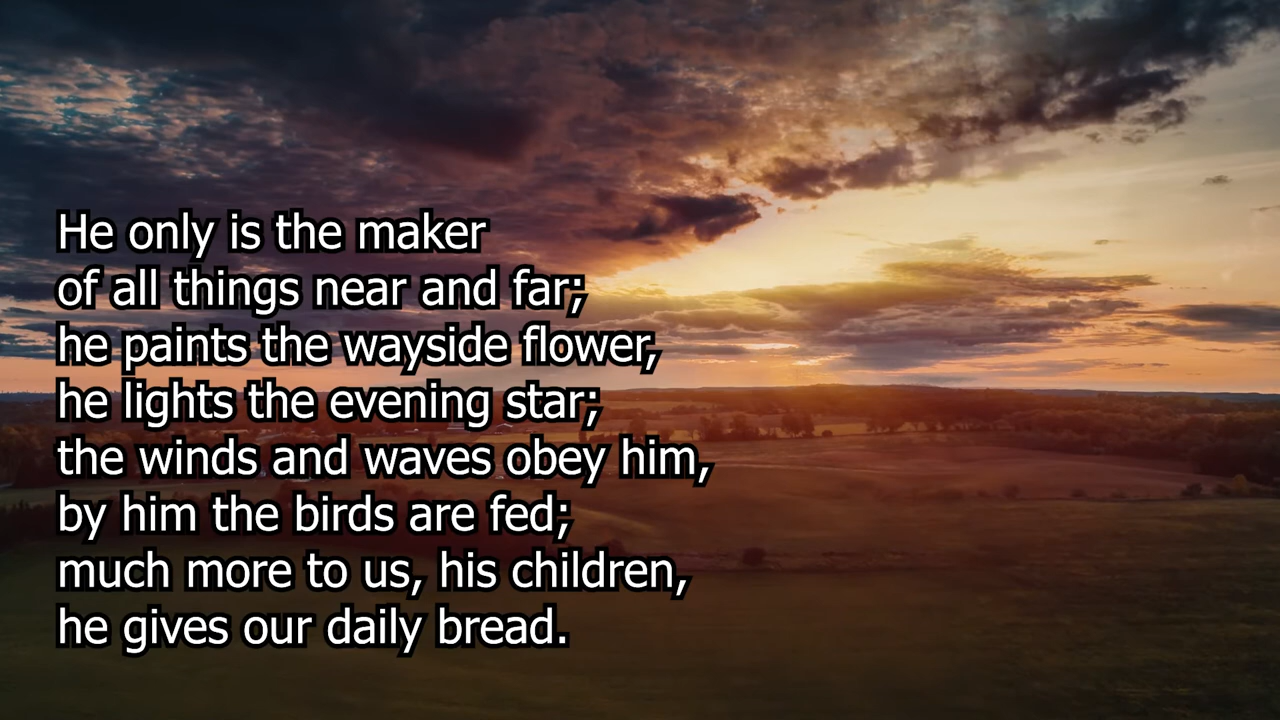 He only is the maker
of all things near and far;
he paints the wayside flower,
he lights the evening star;
the winds and waves obey him,
by him the birds are fed;
much more to us, his children,
he gives our daily bread.